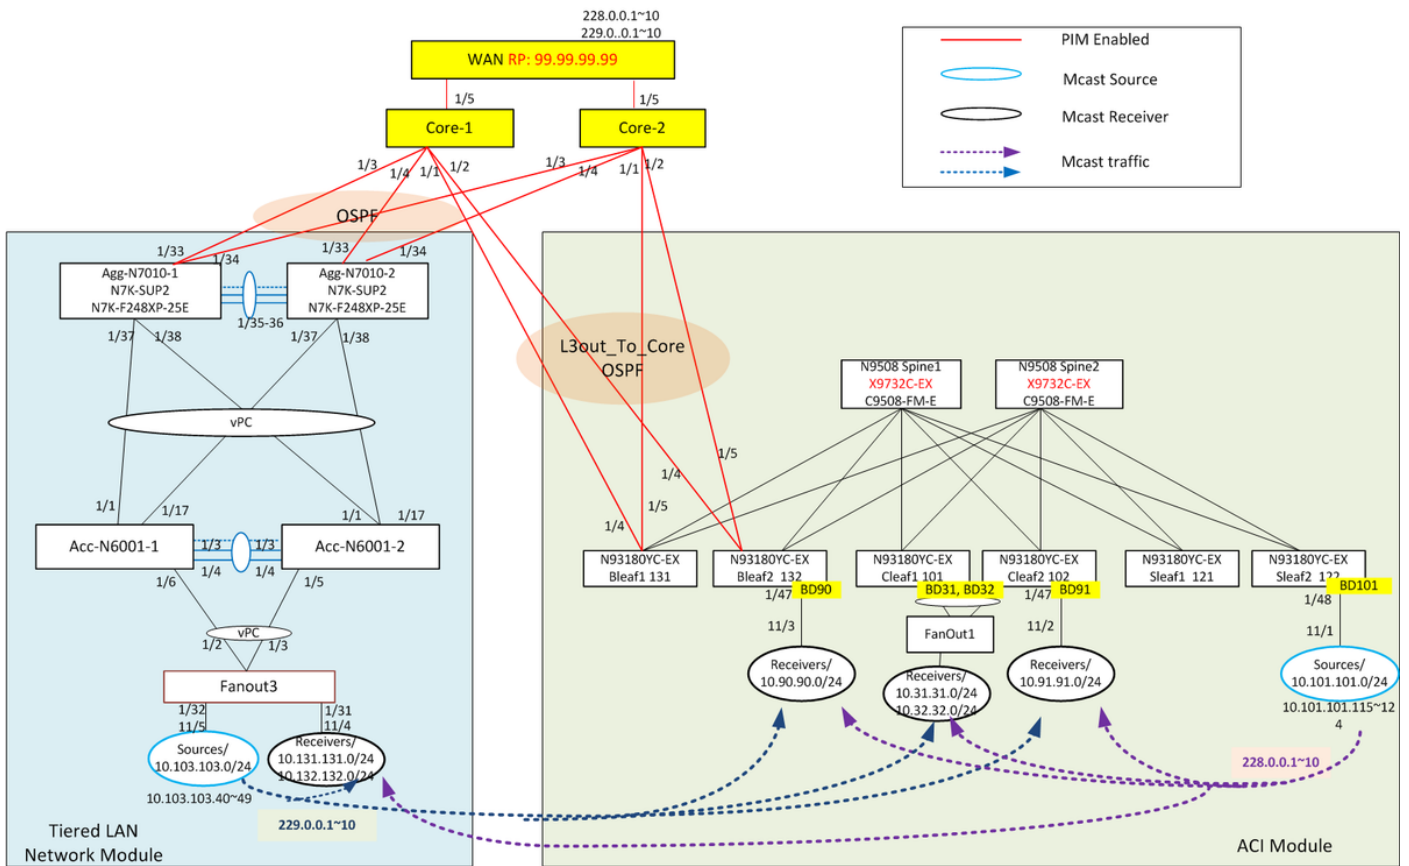 228.0.0.1~10
229.0..0.1~10
WAN RP: 99.99.99.99
1/5
1/5
Core-1
Core-2
1/3
1/4
1/1
1/2
1/3
1/4
1/1
1/2
PIM Enabled
Mcast Source
Mcast Receiver
Mcast traffic
OSPF
1/33
1/34
1/33
1/34
Agg-N7010-1
N7K-SUP2
N7K-F248XP-25E
Agg-N7010-2
N7K-SUP2
N7K-F248XP-25E
1/35-36
1/37
1/38
1/37
1/38
vPC
1/1
1/17
1/1
1/17
Acc-N6001-1
Acc-N6001-2
1/3
1/4
1/3
1/4
1/6
1/5
vPC
1/2
1/3
Fanout3
1/32
11/5
1/31
11/4
Sources/
10.103.103.0/24
Receivers/
10.131.131.0/24
10.132.132.0/24
10.103.103.40~49
229.0.0.1~10
Tiered LAN
Network Module
L3out_To_Core
OSPF
N9508 Spine1
X9732C-EX
C9508-FM-E
N9508 Spine2
X9732C-EX
C9508-FM-E
1/4
1/5
1/4
1/5
N93180YC-EX
Bleaf1 131
N93180YC-EX
Bleaf2 132
N93180YC-EX
Cleaf1 101
N93180YC-EX
Cleaf2 102
N93180YC-EX
Sleaf1 121
N93180YC-EX
Sleaf2 122
1/47
BD90
BD31, BD32
1/47
BD91
BD101
1/48
11/3
FanOut1
11/2
11/1
Receivers/
10.90.90.0/24
Receivers/
10.31.31.0/24
10.32.32.0/24
Receivers/
10.91.91.0/24
Sources/
10.101.101.0/24
10.101.101.115~12
4
228.0.0.1~10
ACI Module